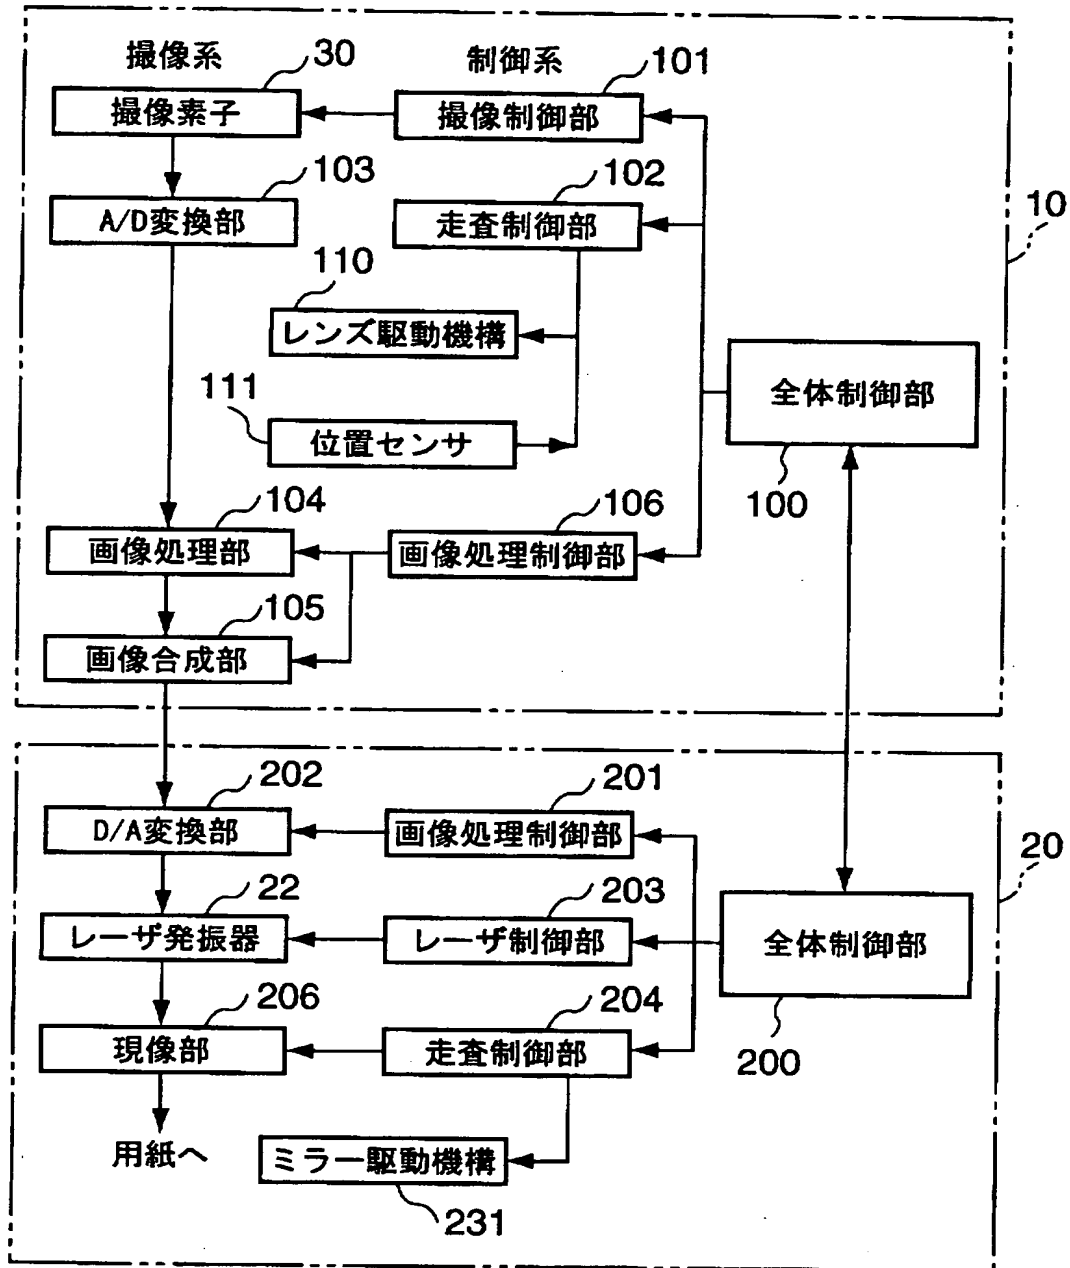 撮像系
30
制御系
101
撮像素子
撮像制御部
103
102
A/D変換部
走査制御部
10
110
レンズ駆動機構
全体制御部
111
位置センサ
100
104
106
画像処理部
画像処理制御部
105
画像合成部
202
201
D/A変換部
画像処理制御部
20
22
203
レーザ発振器
レーザ制御部
全体制御部
206
204
現像部
走査制御部
200
用紙へ
ミラー駆動機構
231